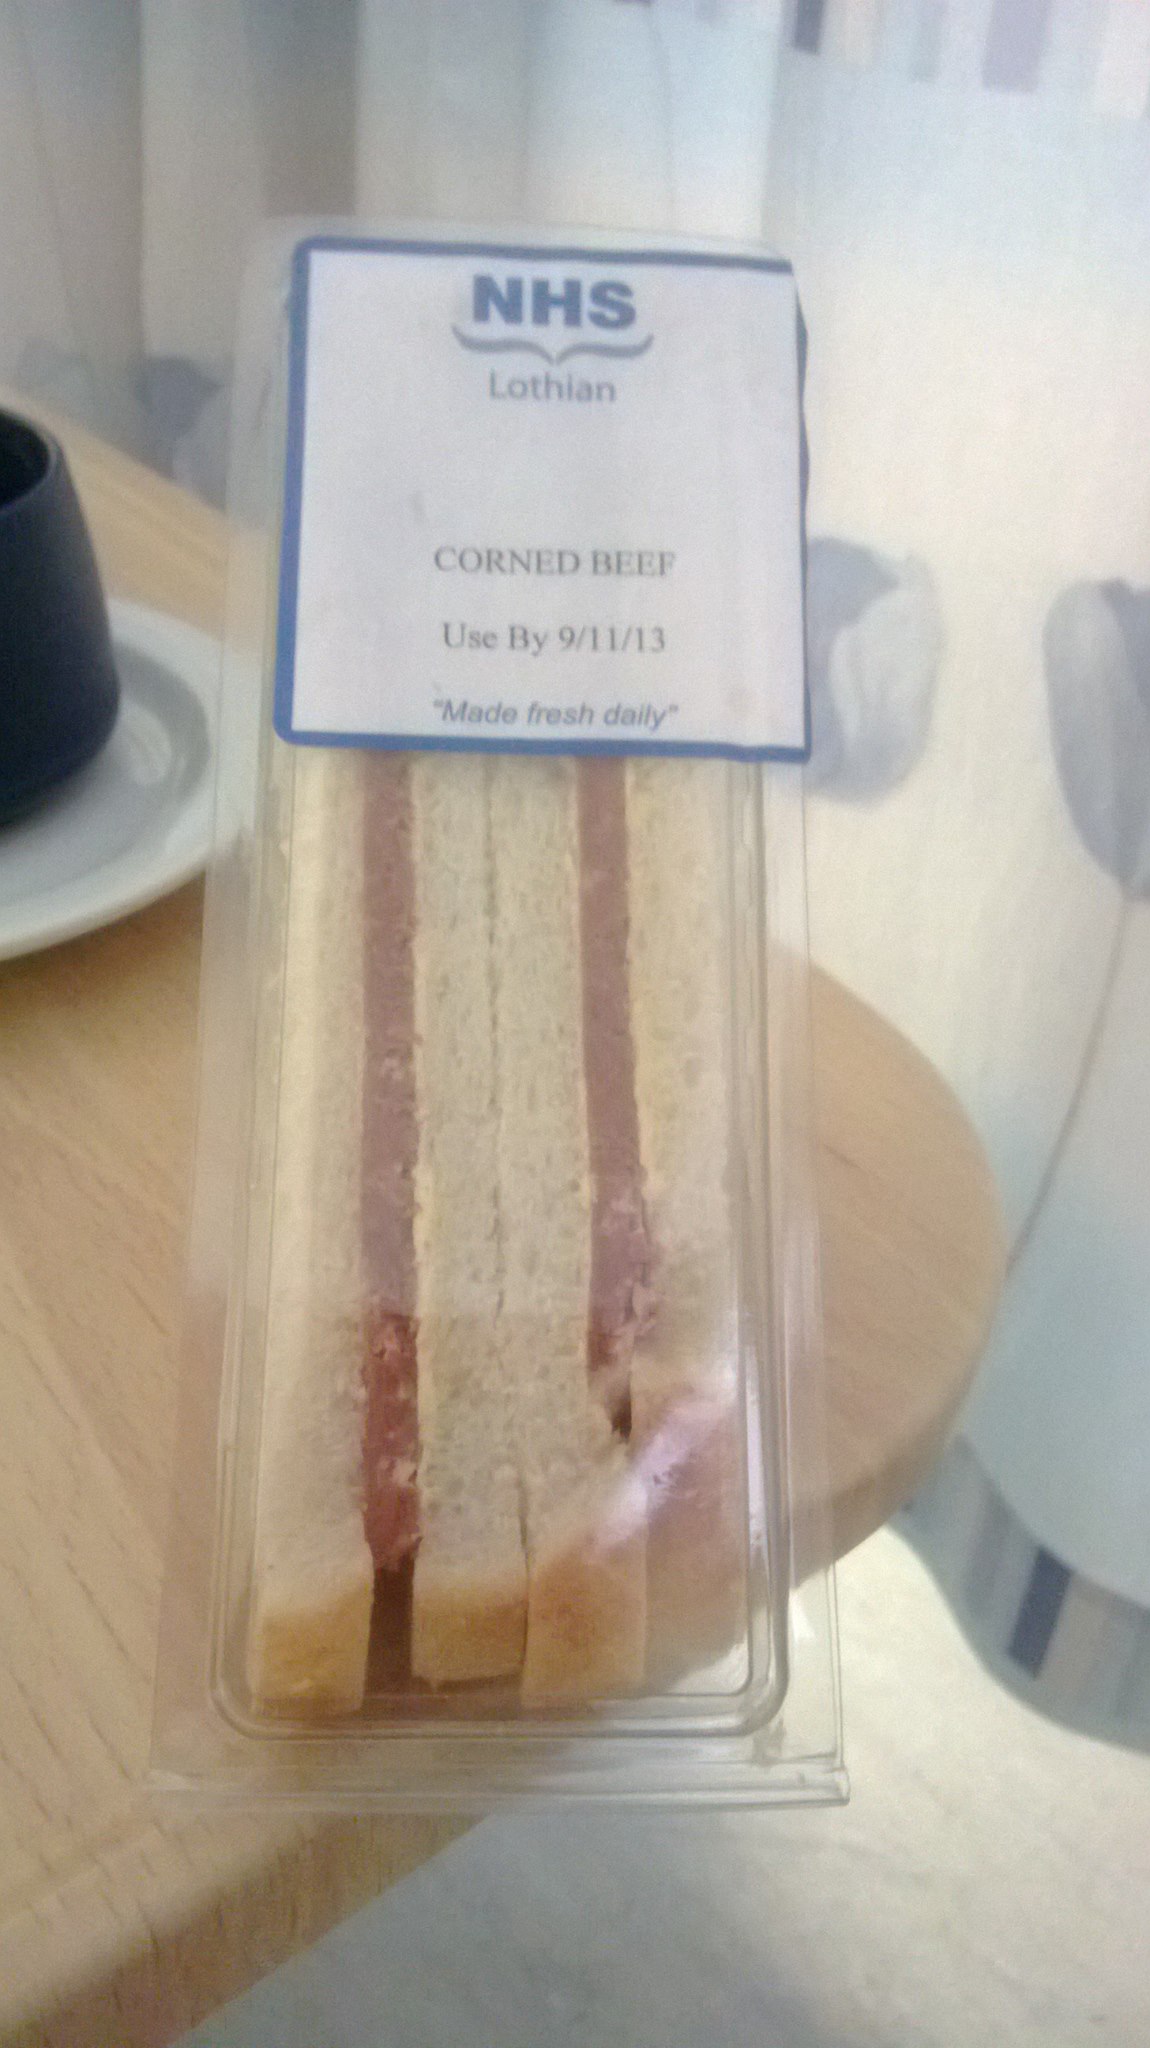 NHS
Lothian
CORNED BEEF
Use By 9/11/13
"Made fresh daily"